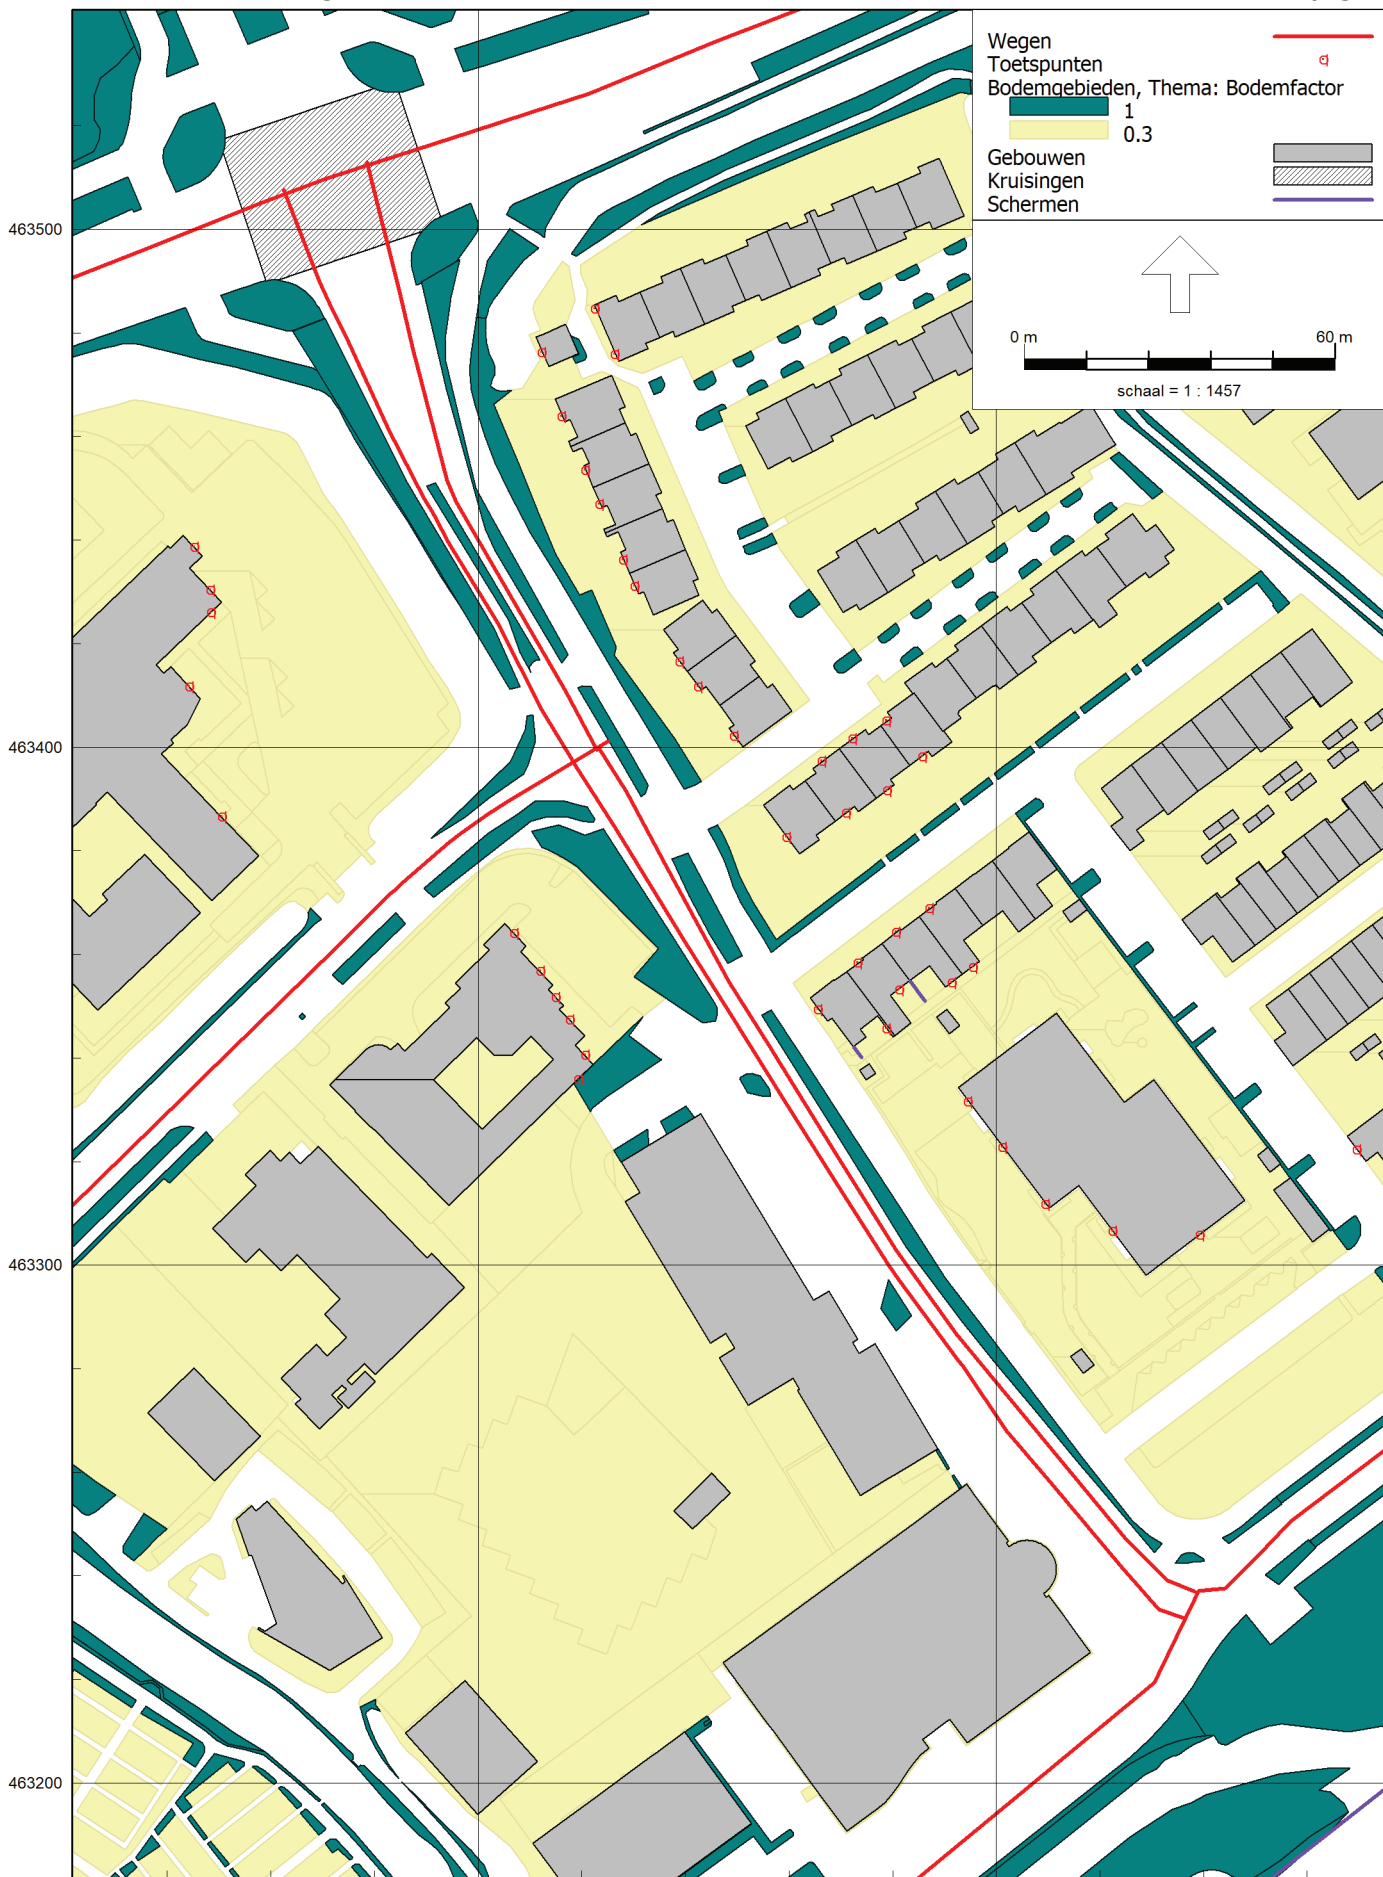 Wegen
Toetspunten
Bodemgebieden, Thema: Bodemfactor
1
0.3
Gebouwen
Kruisingen
Schermen
0 m 60 m
schaal = 1 : 1457
463500
463400
463300
463200